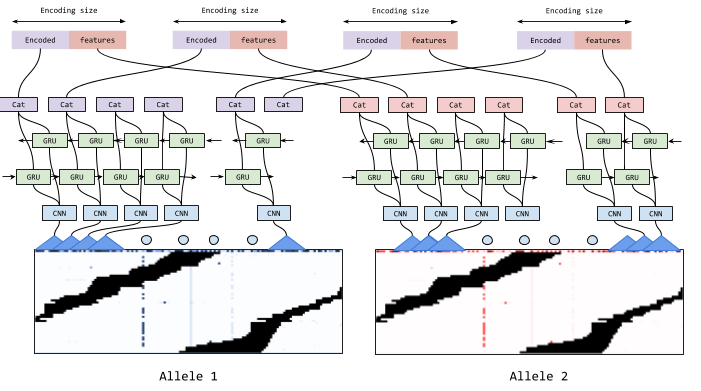 Encoding size Encoding size Encoding size Encoding size
Encoded features Encoded features Encoded features Encoded features
Cat Cat Cat Cat Cat Cat Cat Cat Cat Cat Cat Cat
GRU GRU GRU GRU GRU GRU GRU GRU GRU GRU GRU
GRU GRU GRU GRU GRU GRU GRU GRU GRU GRU GRU
CNN CNN CNN CNN CNN CNN CNN CNN CNN CNN
Allele 1 Allele 2